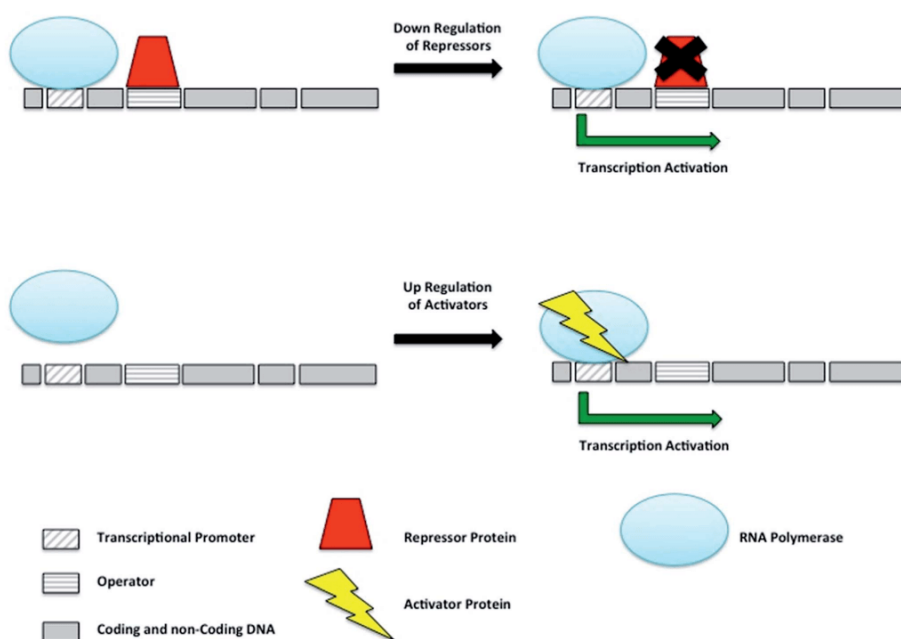 Down Regulation
of Repressors
Transcription Activation
Up Regulation
of Activators
Transcription Activation
Transcriptional Promoter
Repressor Protein
RNA Polymerase
Operator
Activator Protein
Coding and non-Coding DNA